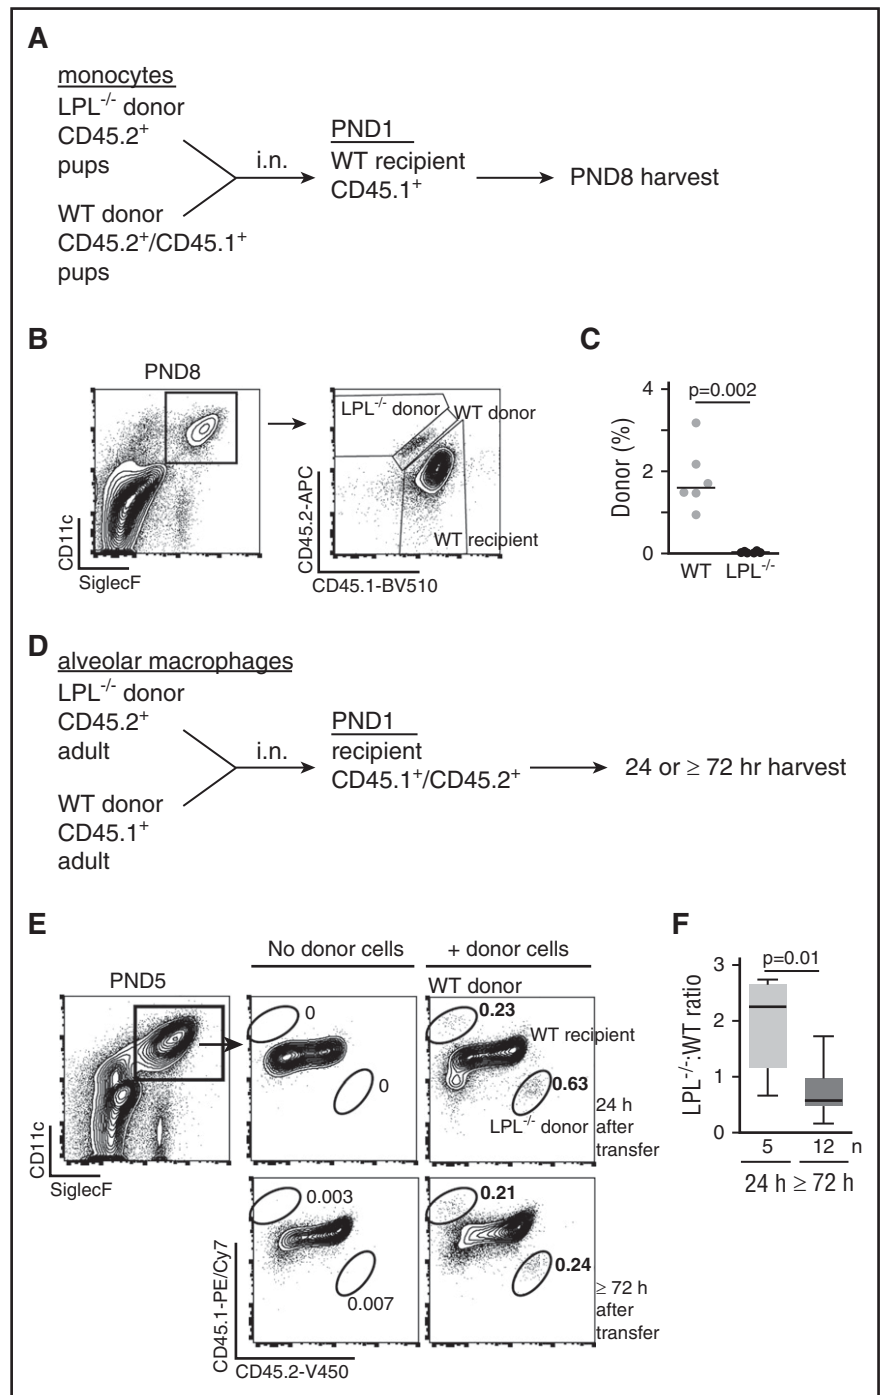 A
monocytes
LPL-/- donor
CD45.2+
pups
WT donor
CD45.2+/CD45.1+
pups
i.n.
PND1
WT recipient
CD45.1+
PND8 harvest
B
PND8
CD11c
SiglecF
LPL-/- donor
WT donor
WT recipient
CD45.2-APC
CD45.1-BV510
C
p=0.002
Donor (%)
4
2
0
WT LPL-/-
D
alveolar macrophages
LPL-/- donor
CD45.2+
adult
WT donor
CD45.1+
adult
i.n.
PND1
recipient
CD45.1+/CD45.2+
24 or ≥ 72 hr harvest
E
No donor cells
+ donor cells
PND5
CD11c
SiglecF
0
0
WT donor
0.23
WT recipient
0.63
LPL-/- donor
24 h
after
transfer
0.003
0.007
0.21
0.24
≥ 72 h
after
transfer
CD45.1-PE/Cy7
CD45.2-V450
F
p=0.01
LPL-/-:WT ratio
3
2
1
0
5 12 n
24 h ≥ 72 h